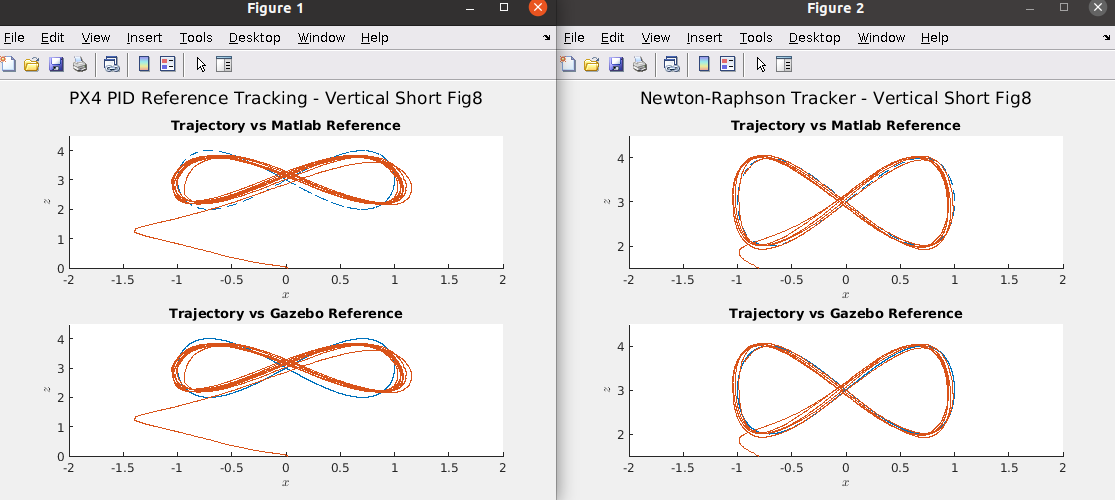 Figure 1
File Edit View Insert Tools Desktop Window Help
PX4 PID Reference Tracking - Vertical Short Fig8
Trajectory vs Matlab Reference
4
3
2
1
0
z
-2 -1.5 -1 -0.5 0 0.5 1 1.5 2
x
Trajectory vs Gazebo Reference
4
3
2
1
0
z
-2 -1.5 -1 -0.5 0 0.5 1 1.5 2
x
Figure 2
File Edit View Insert Tools Desktop Window Help
Newton-Raphson Tracker - Vertical Short Fig8
Trajectory vs Matlab Reference
4
3
2
z
-2 -1.5 -1 -0.5 0 0.5 1 1.5 2
x
Trajectory vs Gazebo Reference
4
3
2
z
-2 -1.5 -1 -0.5 0 0.5 1 1.5 2
x